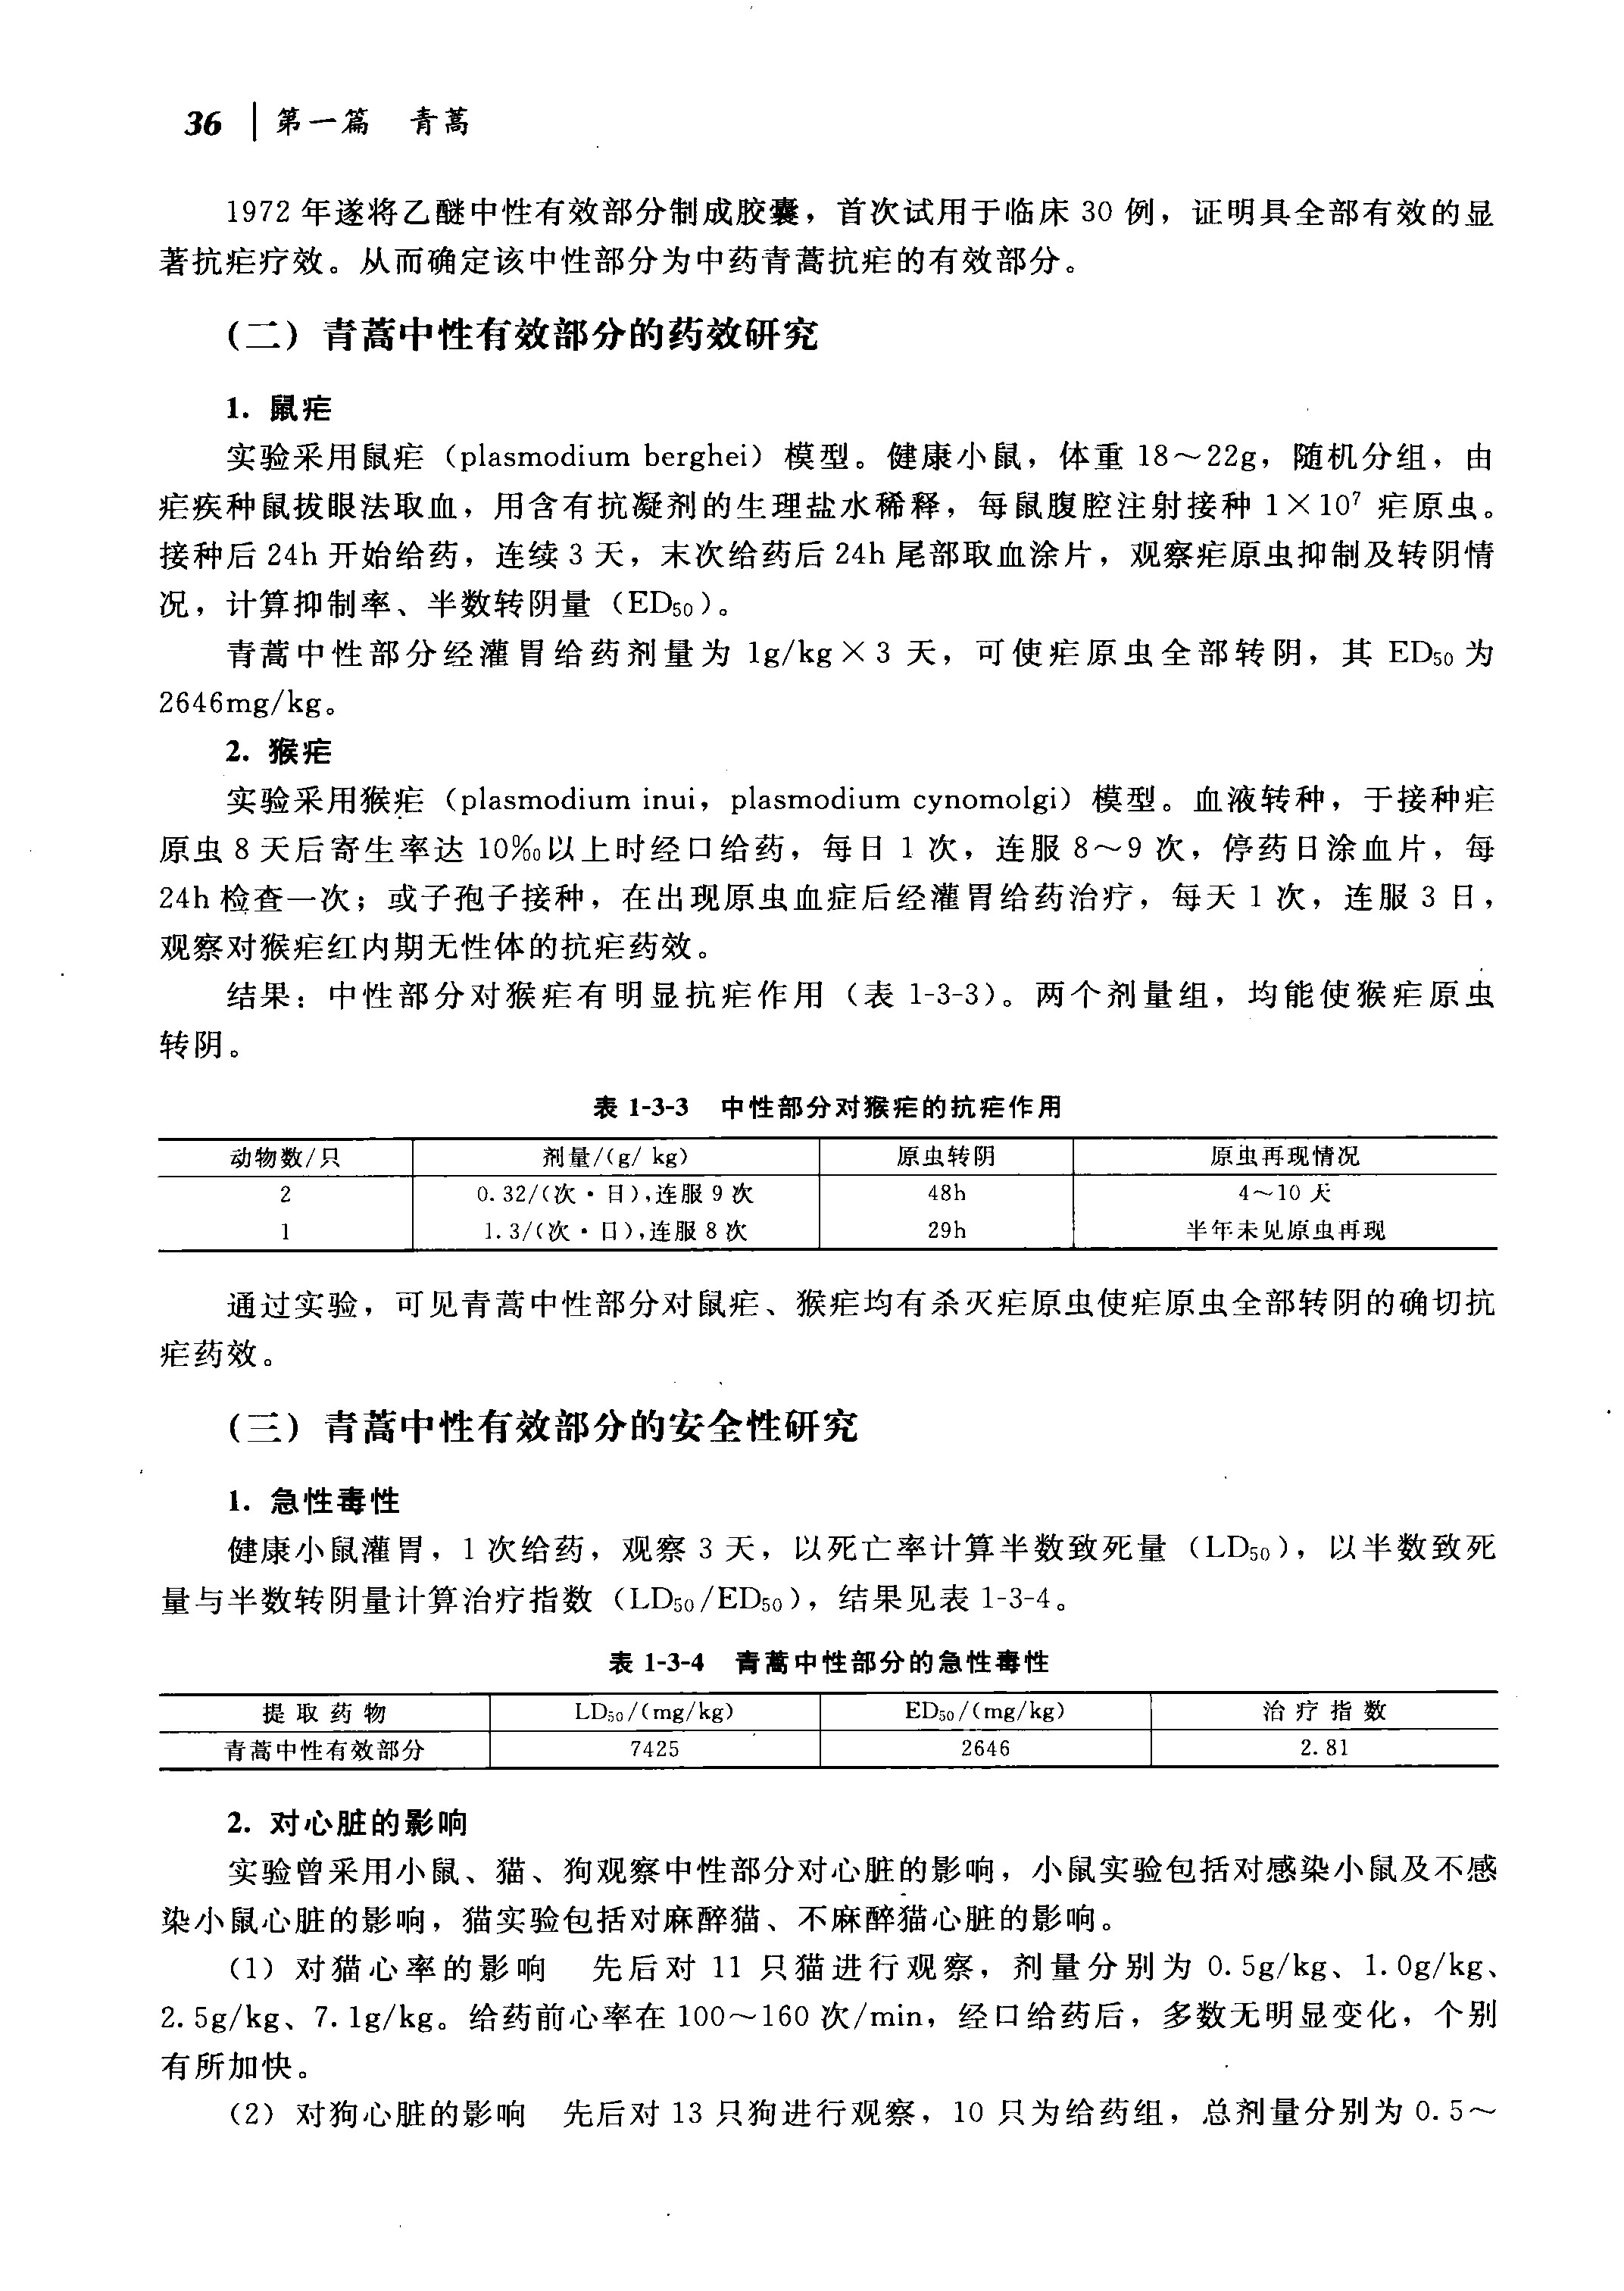 36 第一篇 青蒿
1972 年遂将乙醚中性有效部分制成胶囊，首次试用于临床 30 例，证明具全部有效的显
著抗疟疗效。从而确定该中性部分为中药青蒿抗疟的有效部分。
（二）青蒿中性有效部分的药效研究
1. 鼠疟
实验采用鼠疟（plasmodium berghei）模型。健康小鼠，体重 18～22g，随机分组，由
疟疾种鼠拔眼法取血，用含有抗凝剂的生理盐水稀释，每鼠腹腔注射接种 1×10⁷ 疟原虫。
接种后 24h 开始给药，连续 3 天，末次给药后 24h 尾部取血涂片，观察疟原虫抑制及转阴情
况，计算抑制率、半数转阴量（ED₅₀）。
青蒿中性部分经灌胃给药剂量为 1g/kg×3 天，可使疟原虫全部转阴，其 ED₅₀ 为
2646mg/kg。
2. 猴疟
实验采用猴疟（plasmodium inui，plasmodium cynomolgi）模型。血液转种，于接种疟
原虫 8 天后寄生率达 10‰以上时经口给药，每日 1 次，连服 8～9 次，停药日涂血片，每
24h 检查一次；或子孢子接种，在出现原虫血症后经灌胃给药治疗，每天 1 次，连服 3 日，
观察对猴疟红内期无性体的抗疟药效。
结果：中性部分对猴疟有明显抗疟作用（表 1-3-3）。两个剂量组，均能使猴疟原虫
转阴。
表 1-3-3 中性部分对猴疟的抗疟作用
动物数/只 剂量/(g/ kg) 原虫转阴 原虫再现情况
2 0.32/(次·日),连服 9 次 48h 4～10 天
1 1.3/(次·日),连服 8 次 29h 半年未见原虫再现
通过实验，可见青蒿中性部分对鼠疟、猴疟均有杀灭疟原虫使疟原虫全部转阴的确切抗
疟药效。
（三）青蒿中性有效部分的安全性研究
1. 急性毒性
健康小鼠灌胃，1 次给药，观察 3 天，以死亡率计算半数致死量（LD₅₀），以半数致死
量与半数转阴量计算治疗指数（LD₅₀/ED₅₀），结果见表 1-3-4。
表 1-3-4 青蒿中性部分的急性毒性
提取药物 LD₅₀/(mg/kg) ED₅₀/(mg/kg) 治疗指数
青蒿中性有效部分 7425 2646 2.81
2. 对心脏的影响
实验曾采用小鼠、猫、狗观察中性部分对心脏的影响，小鼠实验包括对感染小鼠及不感
染小鼠心脏的影响，猫实验包括对麻醉猫、不麻醉猫心脏的影响。
（1）对猫心率的影响 先后对 11 只猫进行观察，剂量分别为 0.5g/kg、1.0g/kg、
2.5g/kg、7.1g/kg。给药前心率在 100～160 次/min，经口给药后，多数无明显变化，个别
有所加快。
（2）对狗心脏的影响 先后对 13 只狗进行观察，10 只为给药组，总剂量分别为 0.5～